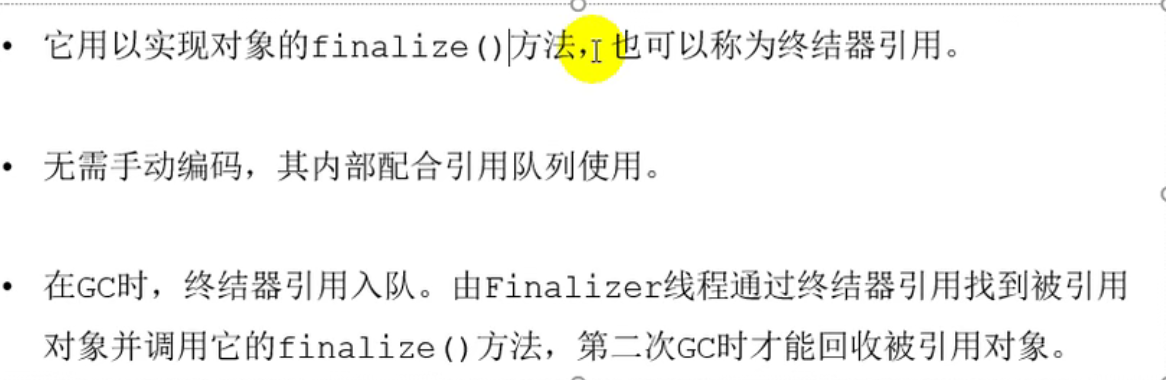 • 它用以实现对象的finalize()方法，也可以称为终结器引用。
• 无需手动编码，其内部配合引用队列使用。
• 在GC时，终结器引用入队。由Finalizer线程通过终结器引用找到被引用
对象并调用它的finalize()方法，第二次GC时才能回收被引用对象。